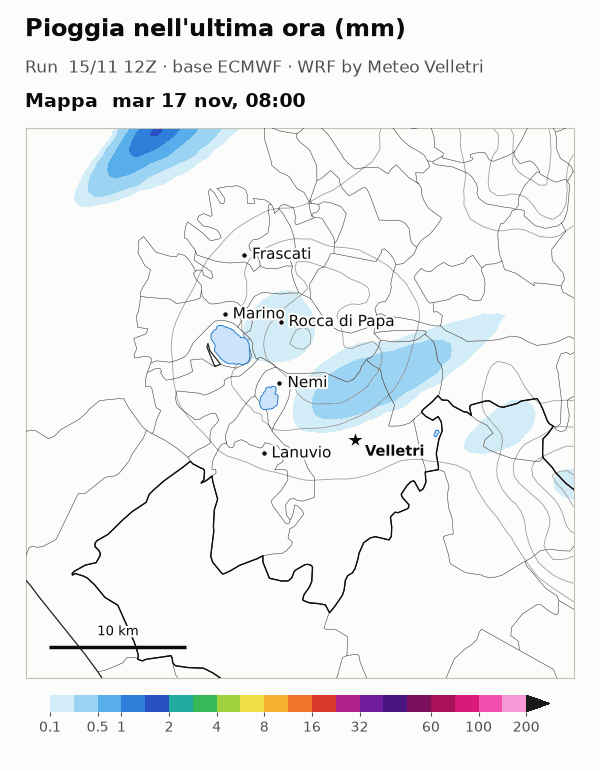 Pioggia nell'ultima ora (mm)
Run  15/11 12Z · base ECMWF · WRF by Meteo Velletri
Mappa  mar 17 nov, 08:00
Frascati
Marino
Rocca di Papa
Nemi
Velletri
Lanuvio
10 km
0.1 0.5 1 2 4 8 16 32 60 100 200